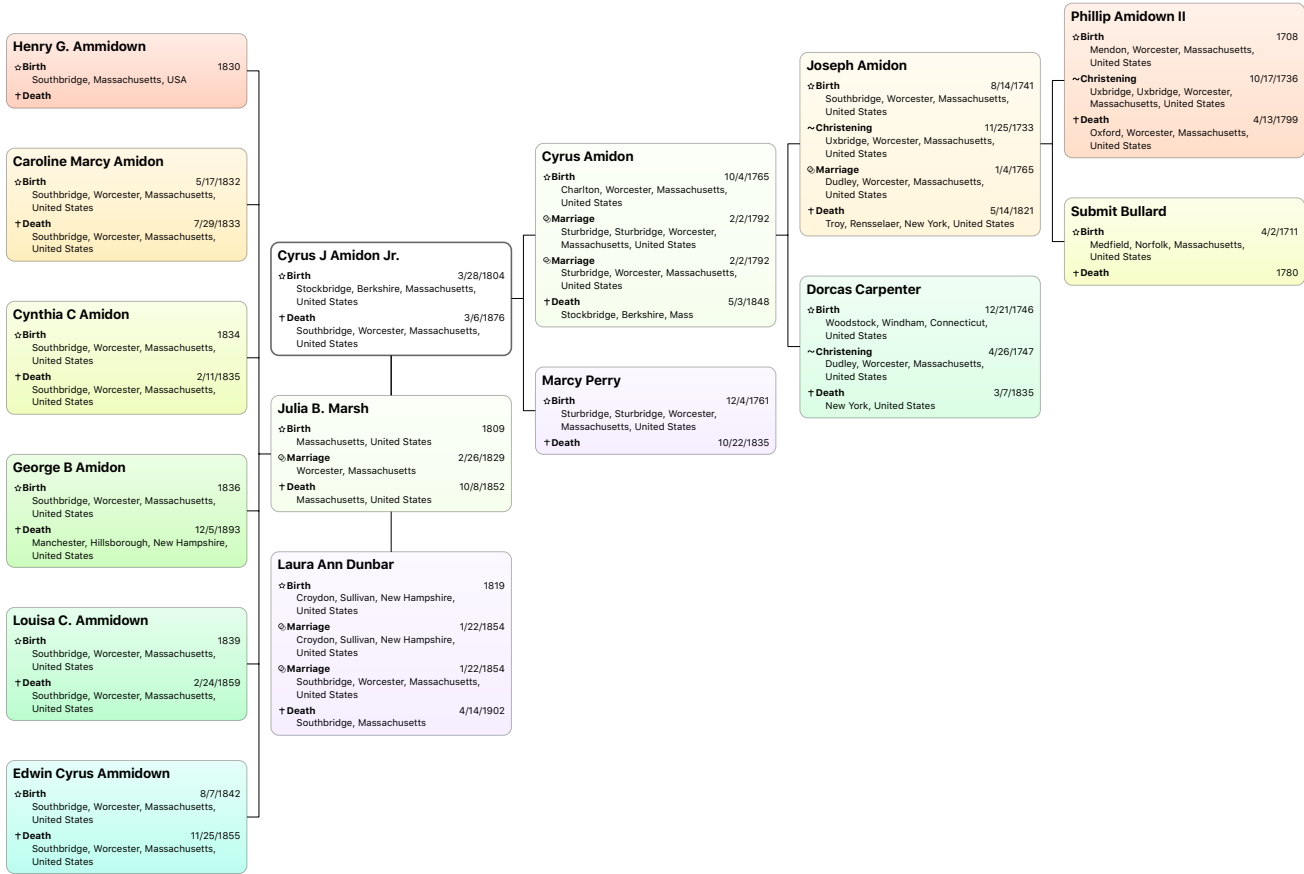 Henry G. Ammidown
☆Birth 1830
Southbridge, Massachusetts, USA
†Death
Caroline Marcy Amidon
☆Birth 5/17/1832
Southbridge, Worcester, Massachusetts,
United States
†Death 7/29/1833
Southbridge, Worcester, Massachusetts,
United States
Cynthia C Amidon
☆Birth 1834
Southbridge, Worcester, Massachusetts,
United States
†Death 2/11/1835
Southbridge, Worcester, Massachusetts,
United States
George B Amidon
☆Birth 1836
Southbridge, Worcester, Massachusetts,
United States
†Death 12/5/1893
Manchester, Hillsborough, New Hampshire,
United States
Louisa C. Ammidown
☆Birth 1839
Southbridge, Worcester, Massachusetts,
United States
†Death 2/24/1859
Southbridge, Worcester, Massachusetts,
United States
Edwin Cyrus Ammidown
☆Birth 8/7/1842
Southbridge, Worcester, Massachusetts,
United States
†Death 11/25/1855
Southbridge, Worcester, Massachusetts,
United States
Cyrus J Amidon Jr.
☆Birth 3/28/1804
Stockbridge, Berkshire, Massachusetts,
United States
†Death 3/6/1876
Southbridge, Worcester, Massachusetts,
United States
Julia B. Marsh
☆Birth 1809
Massachusetts, United States
⚭Marriage 2/26/1829
Worcester, Massachusetts
†Death 10/8/1852
Massachusetts, United States
Laura Ann Dunbar
☆Birth 1819
Croydon, Sullivan, New Hampshire,
United States
⚭Marriage 1/22/1854
Croydon, Sullivan, New Hampshire,
United States
⚭Marriage 1/22/1854
Southbridge, Worcester, Massachusetts,
United States
†Death 4/14/1902
Southbridge, Massachusetts
Cyrus Amidon
☆Birth 10/4/1765
Charlton, Worcester, Massachusetts,
United States
⚭Marriage 2/2/1792
Sturbridge, Sturbridge, Worcester,
Massachusetts, United States
⚭Marriage 2/2/1792
Sturbridge, Worcester, Massachusetts,
United States
†Death 5/3/1848
Stockbridge, Berkshire, Mass
Marcy Perry
☆Birth 12/4/1761
Sturbridge, Sturbridge, Worcester,
Massachusetts, United States
†Death 10/22/1835
Joseph Amidon
☆Birth 8/14/1741
Southbridge, Worcester, Massachusetts,
United States
~Christening 11/25/1733
Uxbridge, Worcester, Massachusetts,
United States
⚭Marriage 1/4/1765
Dudley, Worcester, Massachusetts,
United States
†Death 5/14/1821
Troy, Rensselaer, New York, United States
Dorcas Carpenter
☆Birth 12/21/1746
Woodstock, Windham, Connecticut,
United States
~Christening 4/26/1747
Dudley, Worcester, Massachusetts,
United States
†Death 3/7/1835
New York, United States
Phillip Amidown II
☆Birth 1708
Mendon, Worcester, Massachusetts,
United States
~Christening 10/17/1736
Uxbridge, Uxbridge, Worcester,
Massachusetts, United States
†Death 4/13/1799
Oxford, Worcester, Massachusetts,
United States
Submit Bullard
☆Birth 4/2/1711
Medfield, Norfolk, Massachusetts,
United States
†Death 1780